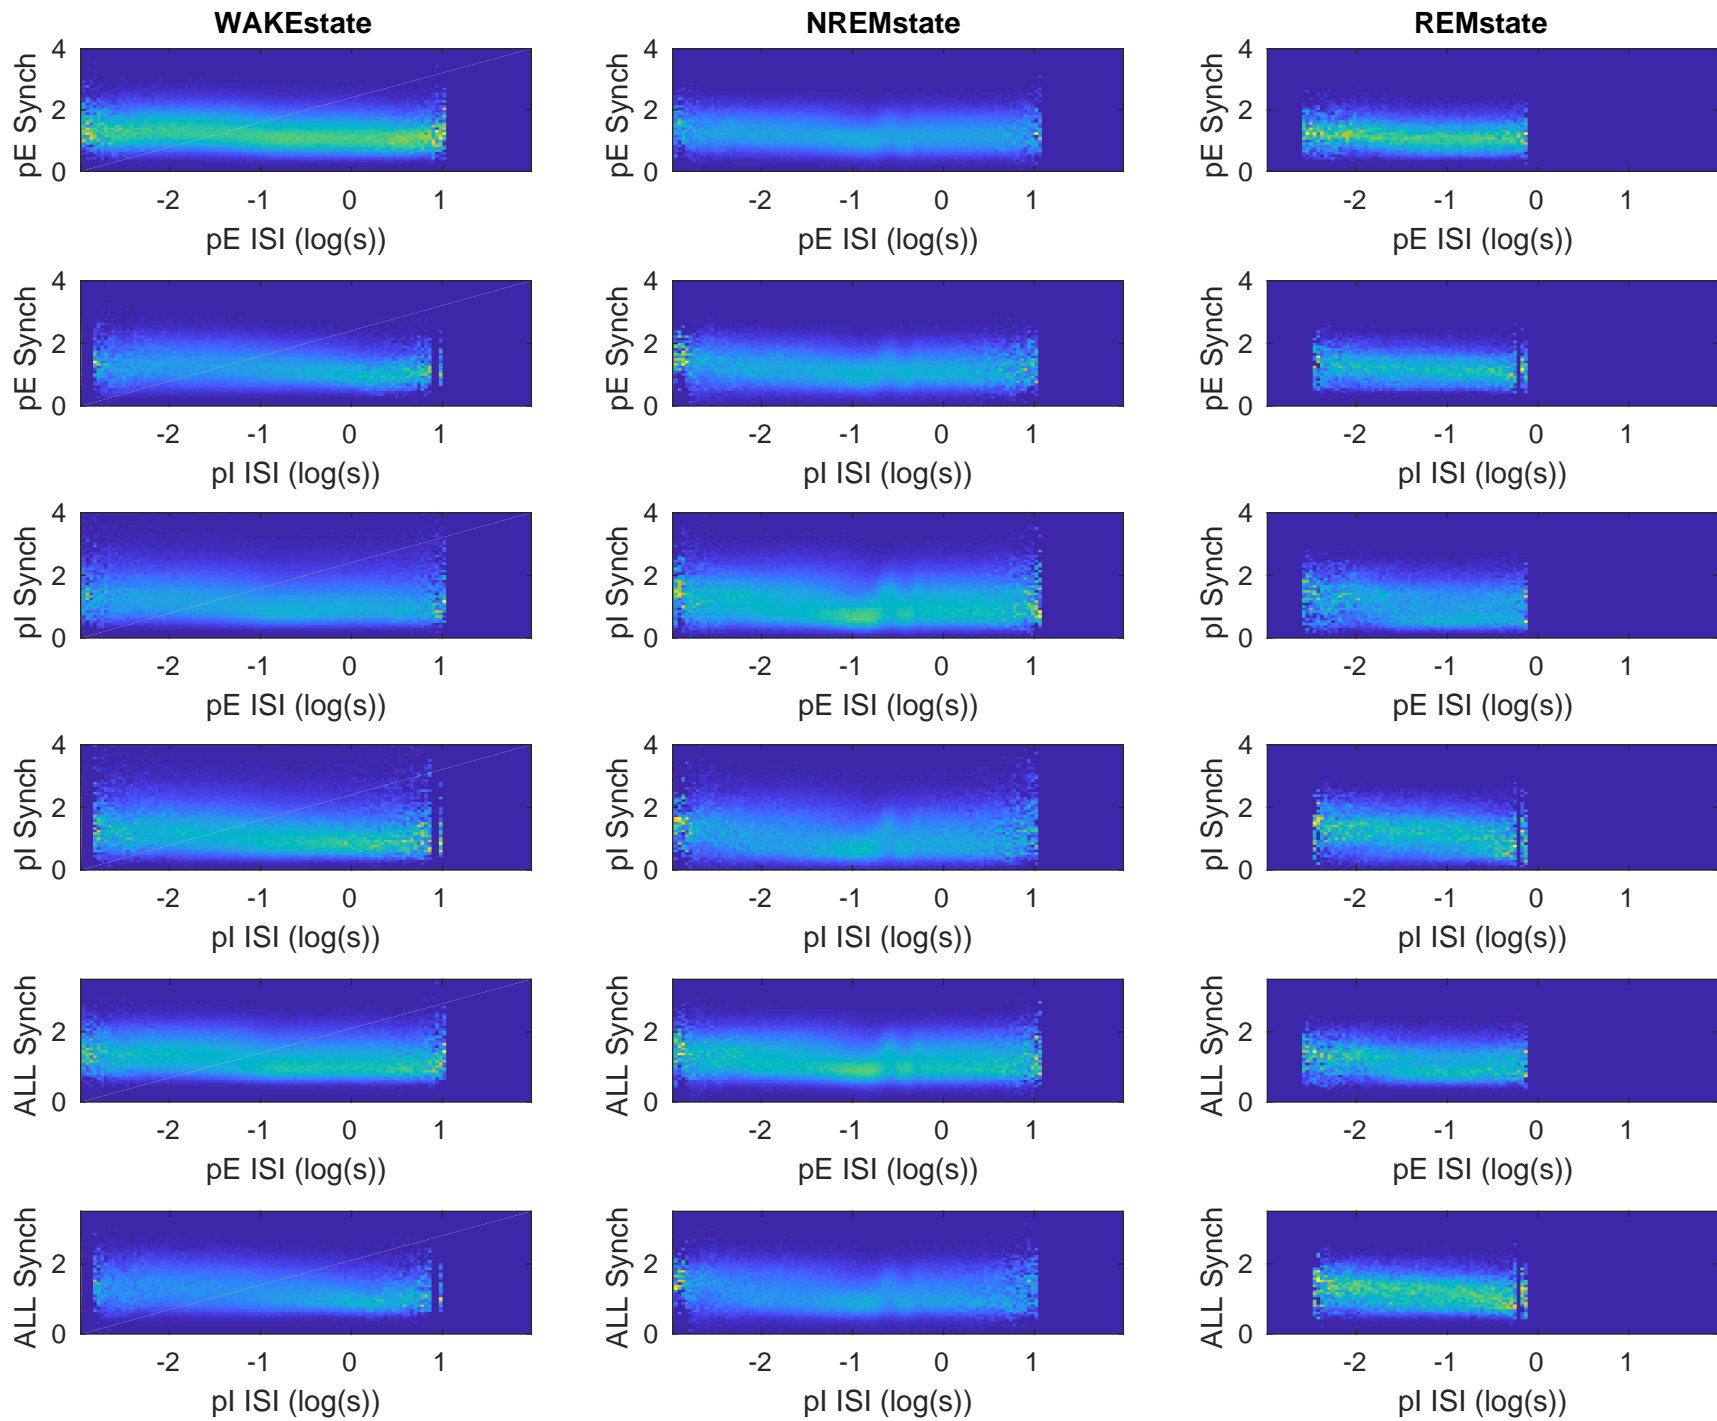 WAKEstate NREMstate REMstate
pE Synch
4
2
0
-2 -1 0 1
pE ISI (log(s))
pE Synch
4
2
0
-2 -1 0 1
pE ISI (log(s))
pE Synch
4
2
0
-2 -1 0 1
pE ISI (log(s))
pE Synch
4
2
0
-2 -1 0 1
pI ISI (log(s))
pE Synch
4
2
0
-2 -1 0 1
pI ISI (log(s))
pE Synch
4
2
0
-2 -1 0 1
pI ISI (log(s))
pI Synch
4
2
0
-2 -1 0 1
pE ISI (log(s))
pI Synch
4
2
0
-2 -1 0 1
pE ISI (log(s))
pI Synch
4
2
0
-2 -1 0 1
pE ISI (log(s))
pI Synch
4
2
0
-2 -1 0 1
pI ISI (log(s))
pI Synch
4
2
0
-2 -1 0 1
pI ISI (log(s))
pI Synch
4
2
0
-2 -1 0 1
pI ISI (log(s))
ALL Synch
2
0
-2 -1 0 1
pE ISI (log(s))
ALL Synch
2
0
-2 -1 0 1
pE ISI (log(s))
ALL Synch
2
0
-2 -1 0 1
pE ISI (log(s))
ALL Synch
2
0
-2 -1 0 1
pI ISI (log(s))
ALL Synch
2
0
-2 -1 0 1
pI ISI (log(s))
ALL Synch
2
0
-2 -1 0 1
pI ISI (log(s))